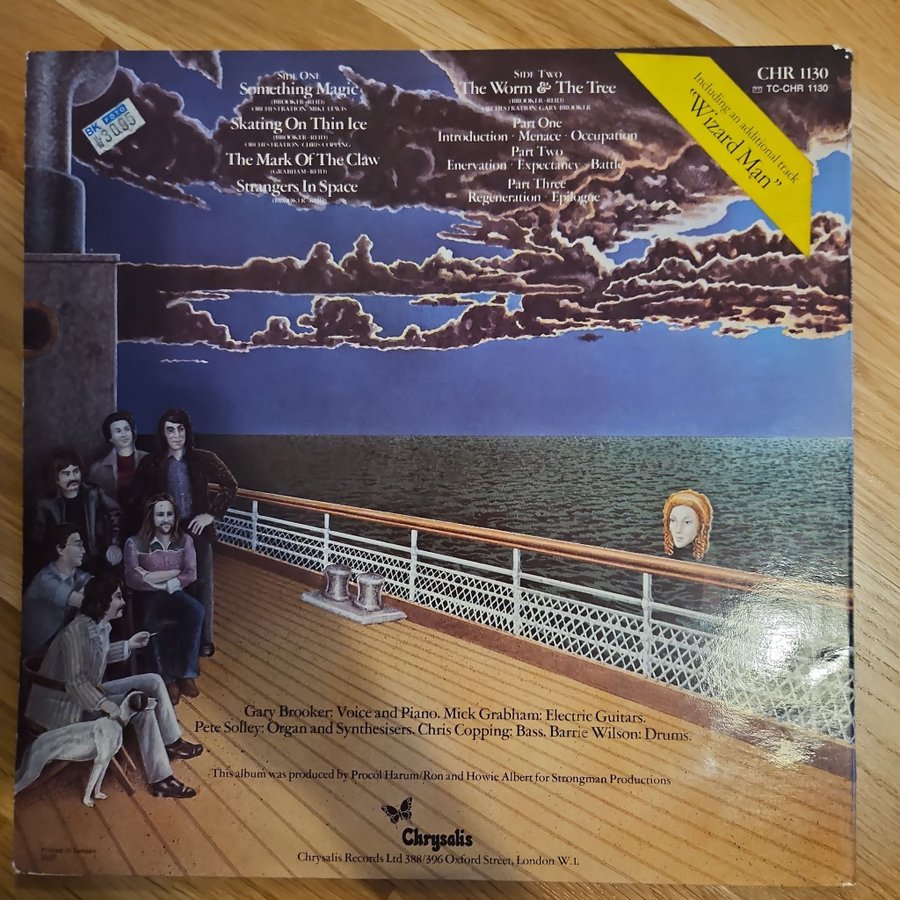 SIDE ONE
Something Magic
(BROOKER-REID)
ORCHESTRATION: MIKE LEWIS
Skating On Thin Ice
(BROOKER-REID)
ORCHESTRATION: CHRIS COPPING
The Mark Of The Claw
(GRABHAM-REID)
Strangers In Space
(BROOKER-REID)
SIDE TWO
The Worm & The Tree
(BROOKER-REID)
ORCHESTRATION: GARY BROOKER
Part One
Introduction · Menace · Occupation
Part Two
Enervation · Expectancy · Battle
Part Three
Regeneration · Epilogue
Including an additional track
"Wizard Man"
CHR 1130
TC-CHR 1130
BK FOTO
Gary Brooker: Voice and Piano. Mick Grabham: Electric Guitars.
Pete Solley: Organ and Synthesisers. Chris Copping: Bass. Barrie Wilson: Drums.
This album was produced by Procol Harum/Ron and Howie Albert for Strongman Productions
Chrysalis
Chrysalis Records Ltd 388/396 Oxford Street, London W.1.
Printed in Sweden